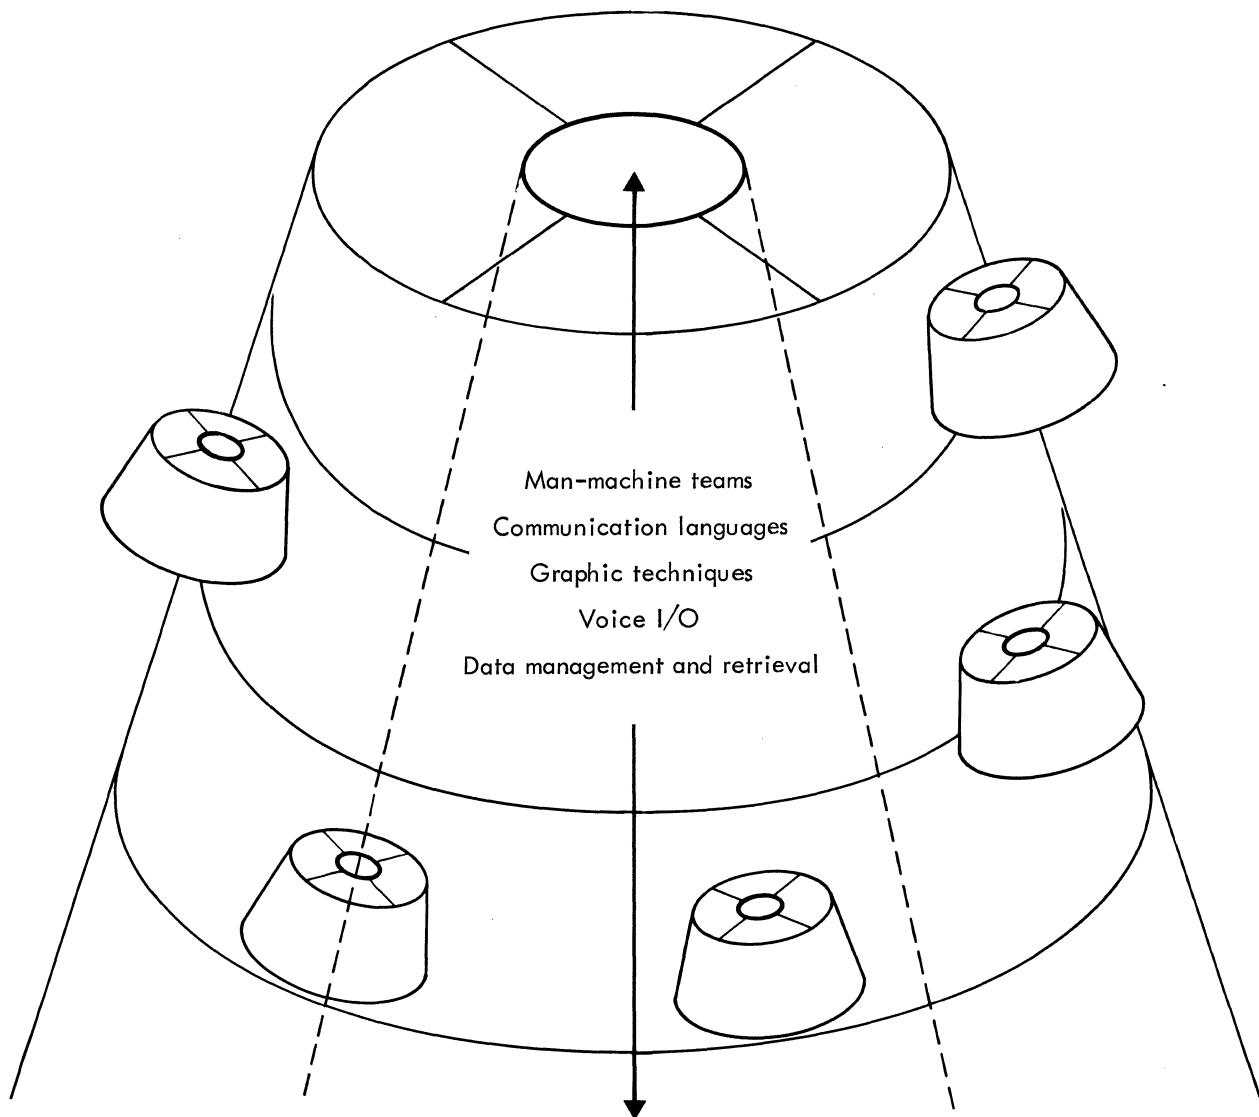 Man-machine teams
Communication languages
Graphic techniques
Voice I/O
Data management and retrieval